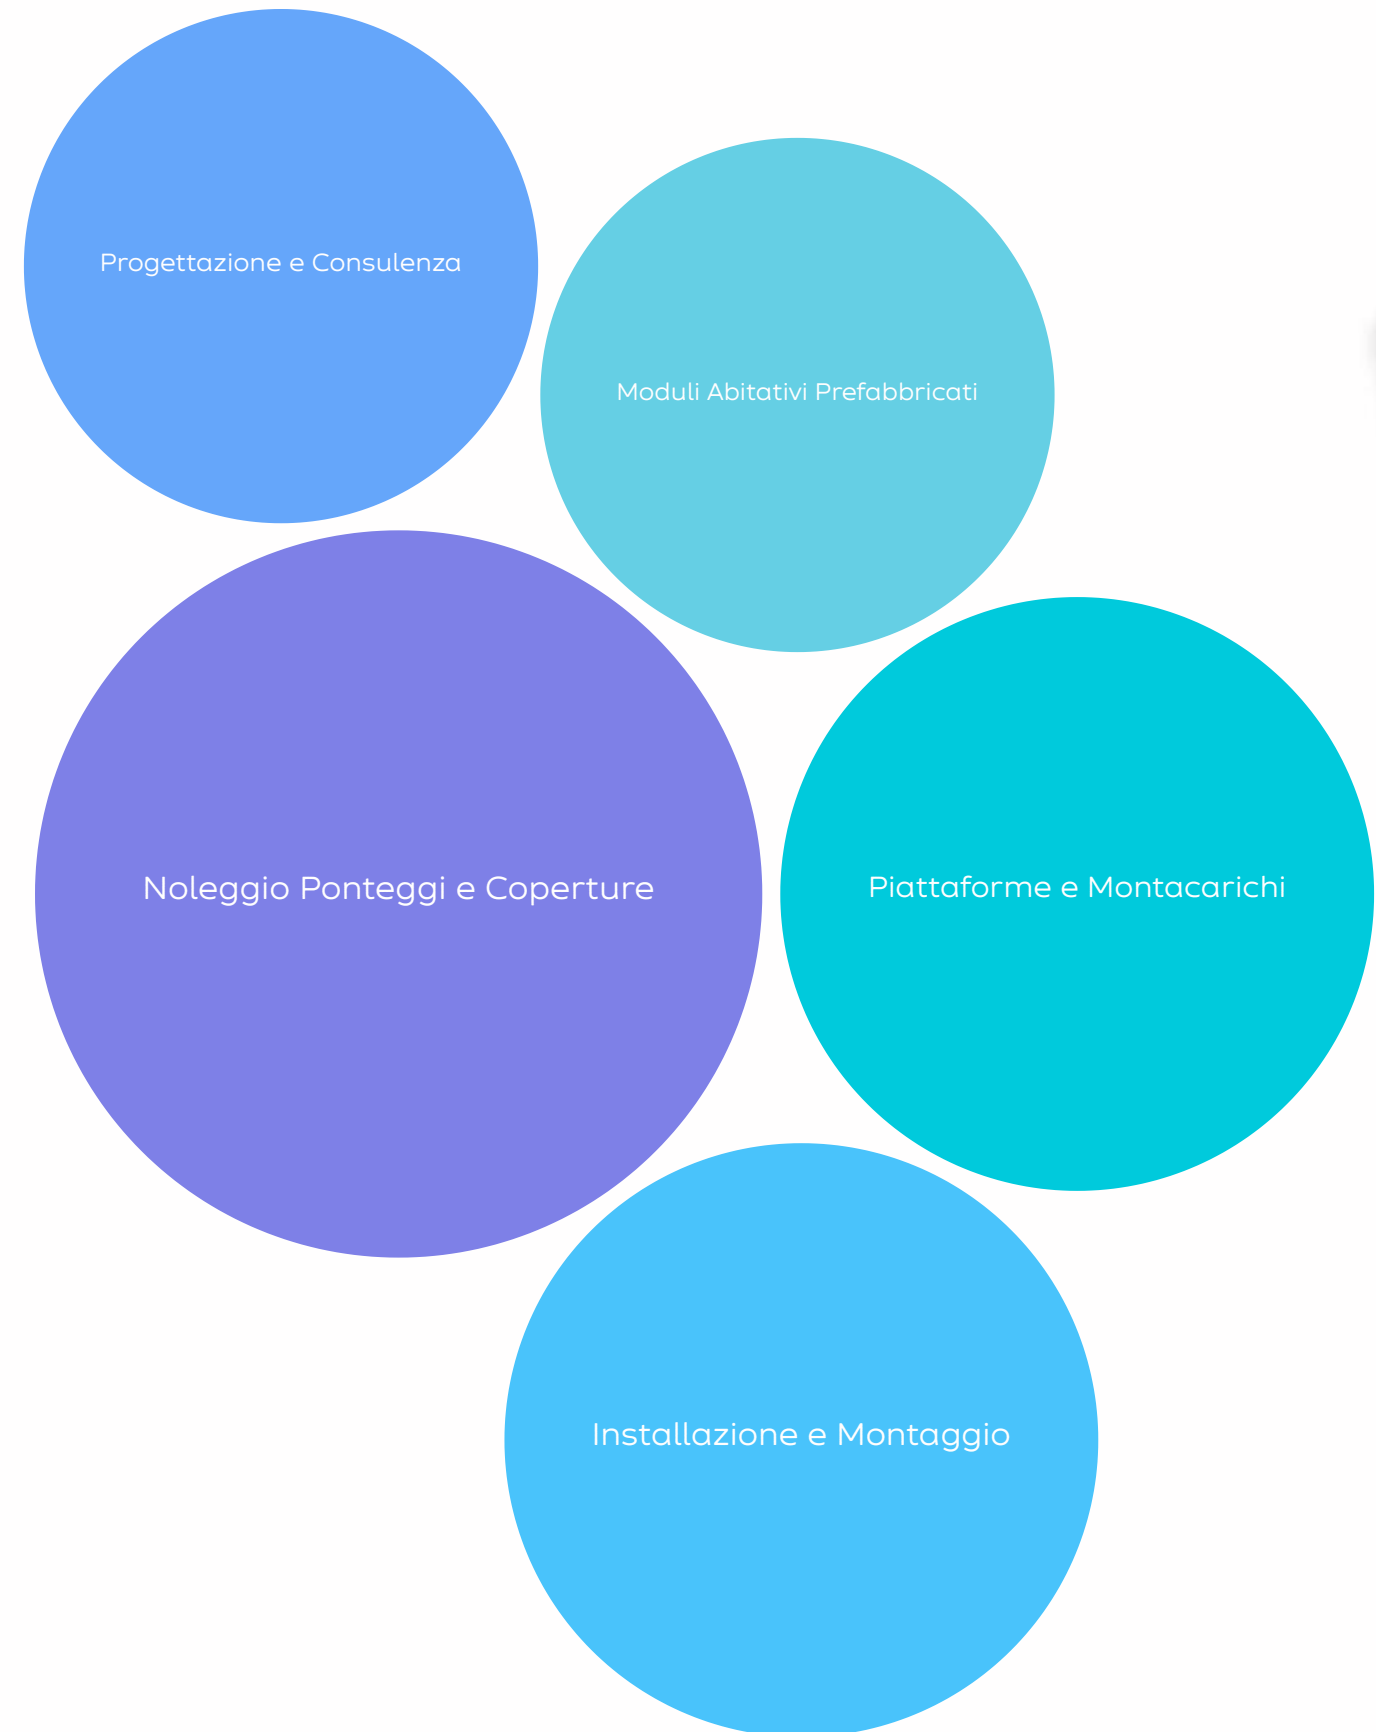 Progettazione e Consulenza
Moduli Abitativi Prefabbricati
Noleggio Ponteggi e Coperture
Piattaforme e Montacarichi
Installazione e Montaggio